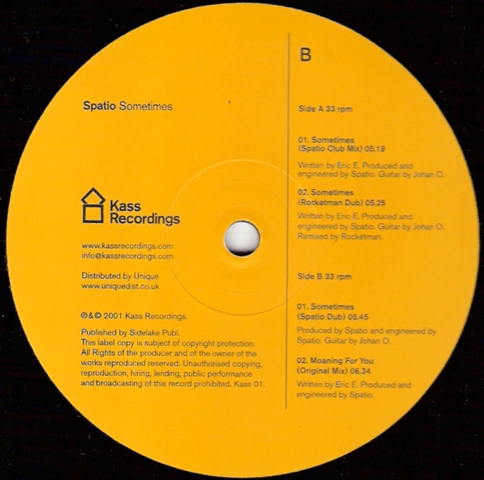 Spatio Sometimes
Kass
Recordings
www.kassrecordings.com
info@kassrecordings.com
Distributed by Unique
www.uniquedist.co.uk
℗&© 2001 Kass Recordings.
Published by Sidelake Publ.
This label copy is subject of copyright protection.
All Rights of the producer and of the owner of the
works reproduced reserved. Unauthorised copying,
reproduction, hiring, lending, public performance
and broadcasting of this record prohibited. Kass 01.
B
Side A 33 rpm
01. Sometimes
(Spatio Club Mix) 05.19
Written by Eric E. Produced and
engineered by Spatio. Guitar by Johan O.
02. Sometimes
(Rocketman Dub) 05.25
Written by Eric E. Produced and
engineered by Spatio. Guitar by Johan O.
Remixed by Rocketman.
Side B 33 rpm
01. Sometimes
(Spatio Dub) 05.45
Produced by Spatio and engineered by
Spatio. Guitar by Johan O.
02. Moaning For You
(Original Mix) 06.34
Written by Eric E. Produced and
engineered by Spatio.